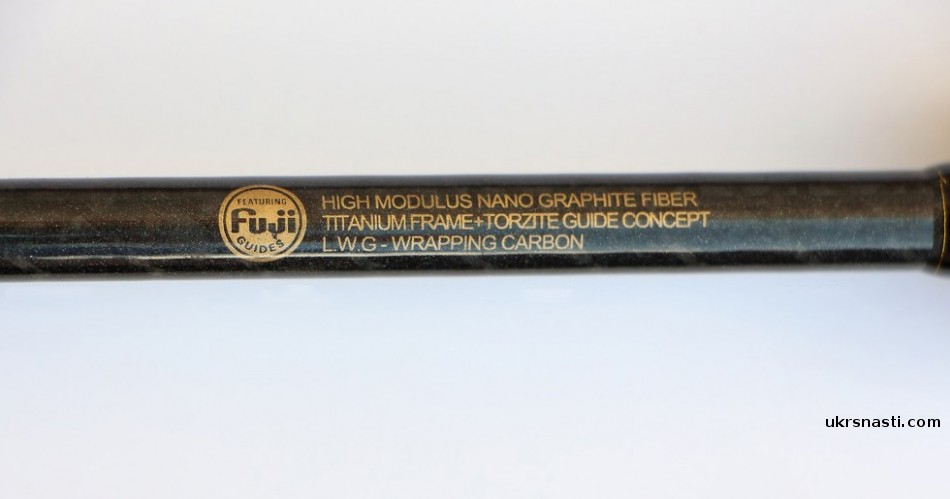 FEATURING
Fuji
GUIDES
HIGH MODULUS NANO GRAPHITE FIBER
TITANIUM FRAME+TORZITE GUIDE CONCEPT
L.W.G - WRAPPING CARBON
ukrsnasti.com